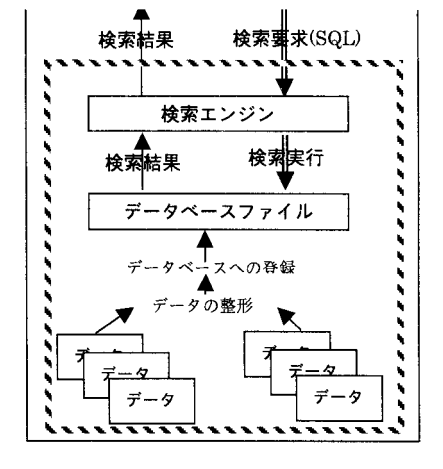 検索結果
検索要求(SQL)
検索エンジン
検索結果
検索実行
データベースファイル
データベースへの登録
データの整形
データ
データ
データ
データ
データ
データ